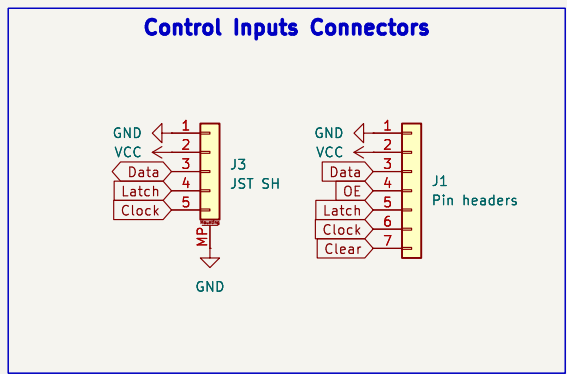 Control Inputs Connectors
GND 1
VCC 2
Data 3
Latch 4
Clock 5
J3
JST SH
MP
GND
GND 1
VCC 2
Data 3
OE 4
Latch 5
Clock 6
Clear 7
J1
Pin headers